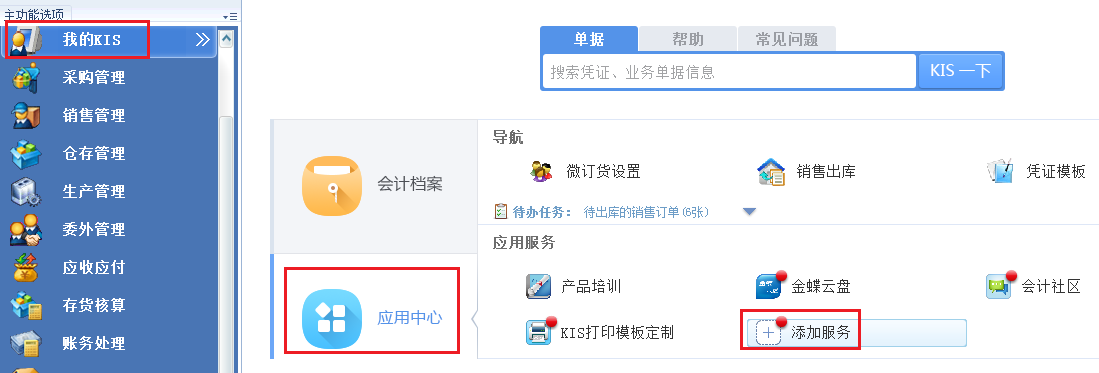 主功能选项
我的KIS
采购管理
销售管理
仓存管理
生产管理
委外管理
应收应付
存货核算
账务处理
单据 帮助 常见问题
搜索凭证、业务单据信息 KIS 一下
会计档案
应用中心
导航
微订货设置 销售出库 凭证模板
待办任务： 待出库的销售订单(6张)
应用服务
产品培训 金蝶云盘 会计社区
KIS打印模板定制 添加服务